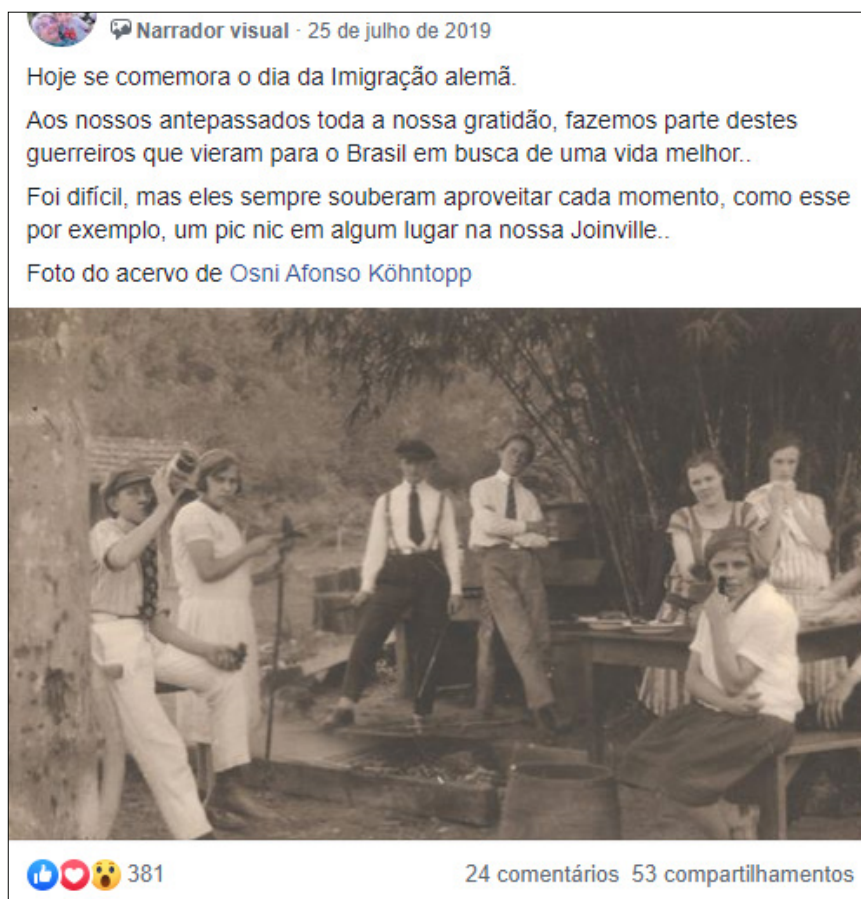 Narrador visual · 25 de julho de 2019
Hoje se comemora o dia da Imigração alemã.
Aos nossos antepassados toda a nossa gratidão, fazemos parte destes
guerreiros que vieram para o Brasil em busca de uma vida melhor..
Foi difícil, mas eles sempre souberam aproveitar cada momento, como esse
por exemplo, um pic nic em algum lugar na nossa Joinville..
Foto do acervo de Osni Afonso Köhntopp
381
24 comentários 53 compartilhamentos